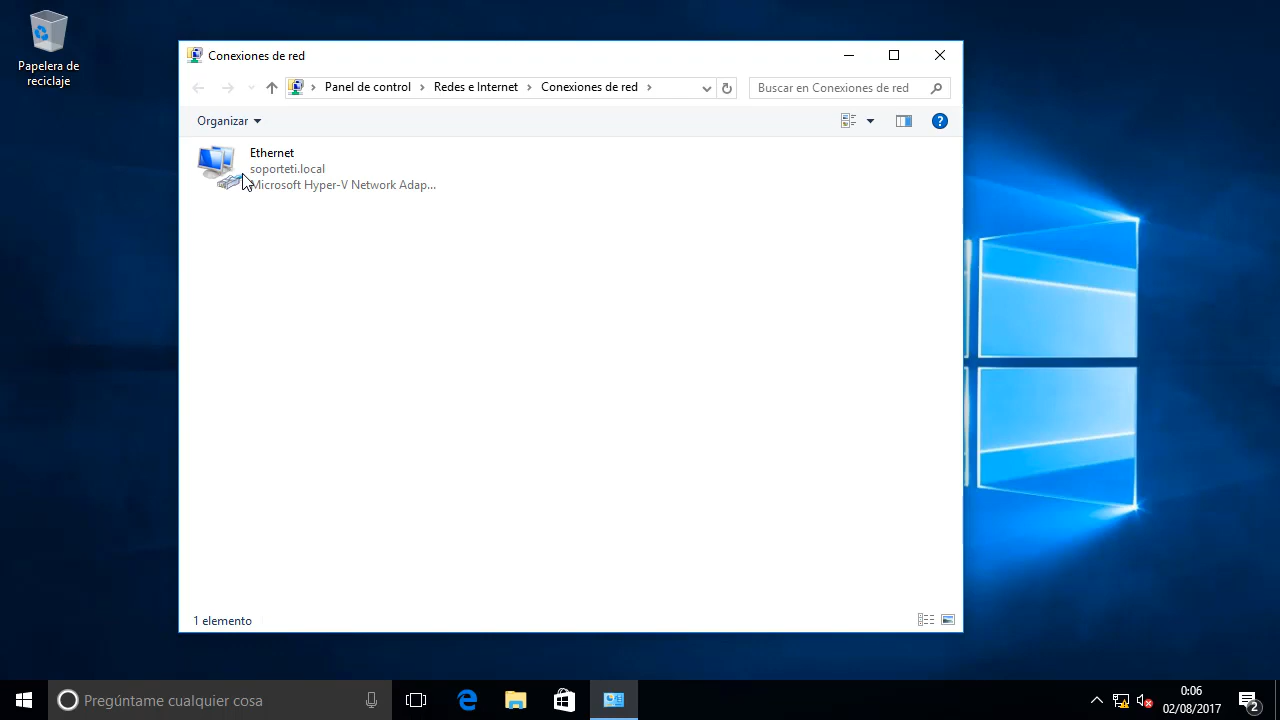 Papelera de
reciclaje
Conexiones de red
Panel de control
Redes e Internet
Conexiones de red
Buscar en Conexiones de red
Organizar
Ethernet
soporteti.local
Microsoft Hyper-V Network Adap...
1 elemento
Pregúntame cualquier cosa
0:06
02/08/2017
2